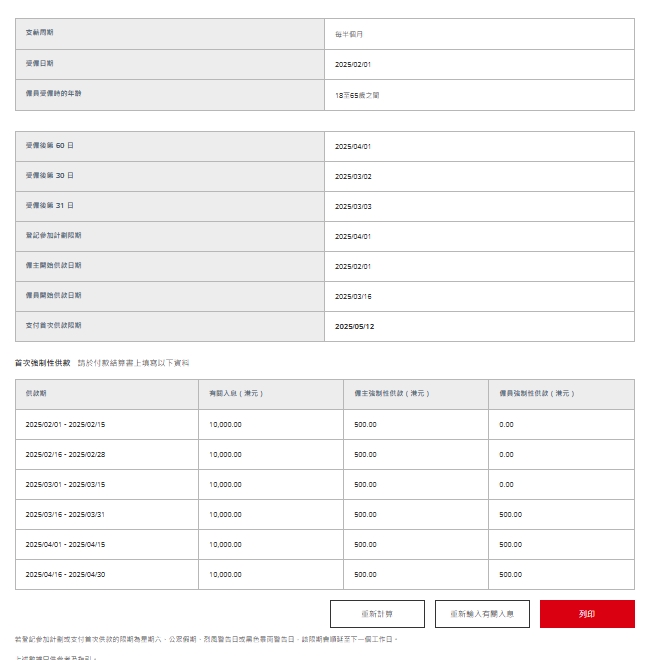 支薪周期 每半個月
受僱日期 2025/02/01
僱員受僱時的年齡 18至65歲之間
受僱後第 60 日 2025/04/01
受僱後第 30 日 2025/03/02
受僱後第 31 日 2025/03/03
登記參加計劃限期 2025/04/01
僱主開始供款日期 2025/02/01
僱員開始供款日期 2025/03/16
支付首次供款限期 2025/05/12
首次強制性供款 請於付款結算書上填寫以下資料
供款期 有關入息 ( 港元 ) 僱主強制性供款 ( 港元 ) 僱員強制性供款 ( 港元 )
2025/02/01 - 2025/02/15 10,000.00 500.00 0.00
2025/02/16 - 2025/02/28 10,000.00 500.00 0.00
2025/03/01 - 2025/03/15 10,000.00 500.00 0.00
2025/03/16 - 2025/03/31 10,000.00 500.00 500.00
2025/04/01 - 2025/04/15 10,000.00 500.00 500.00
2025/04/16 - 2025/04/30 10,000.00 500.00 500.00
重新計算 重新輸入有關入息 列印
若登記參加計劃或支付首次供款的限期為星期六、公眾假期、烈風警告日或黑色暴雨警告日，該限期會順延至下一個工作日。
上述數據只供參考及指引。